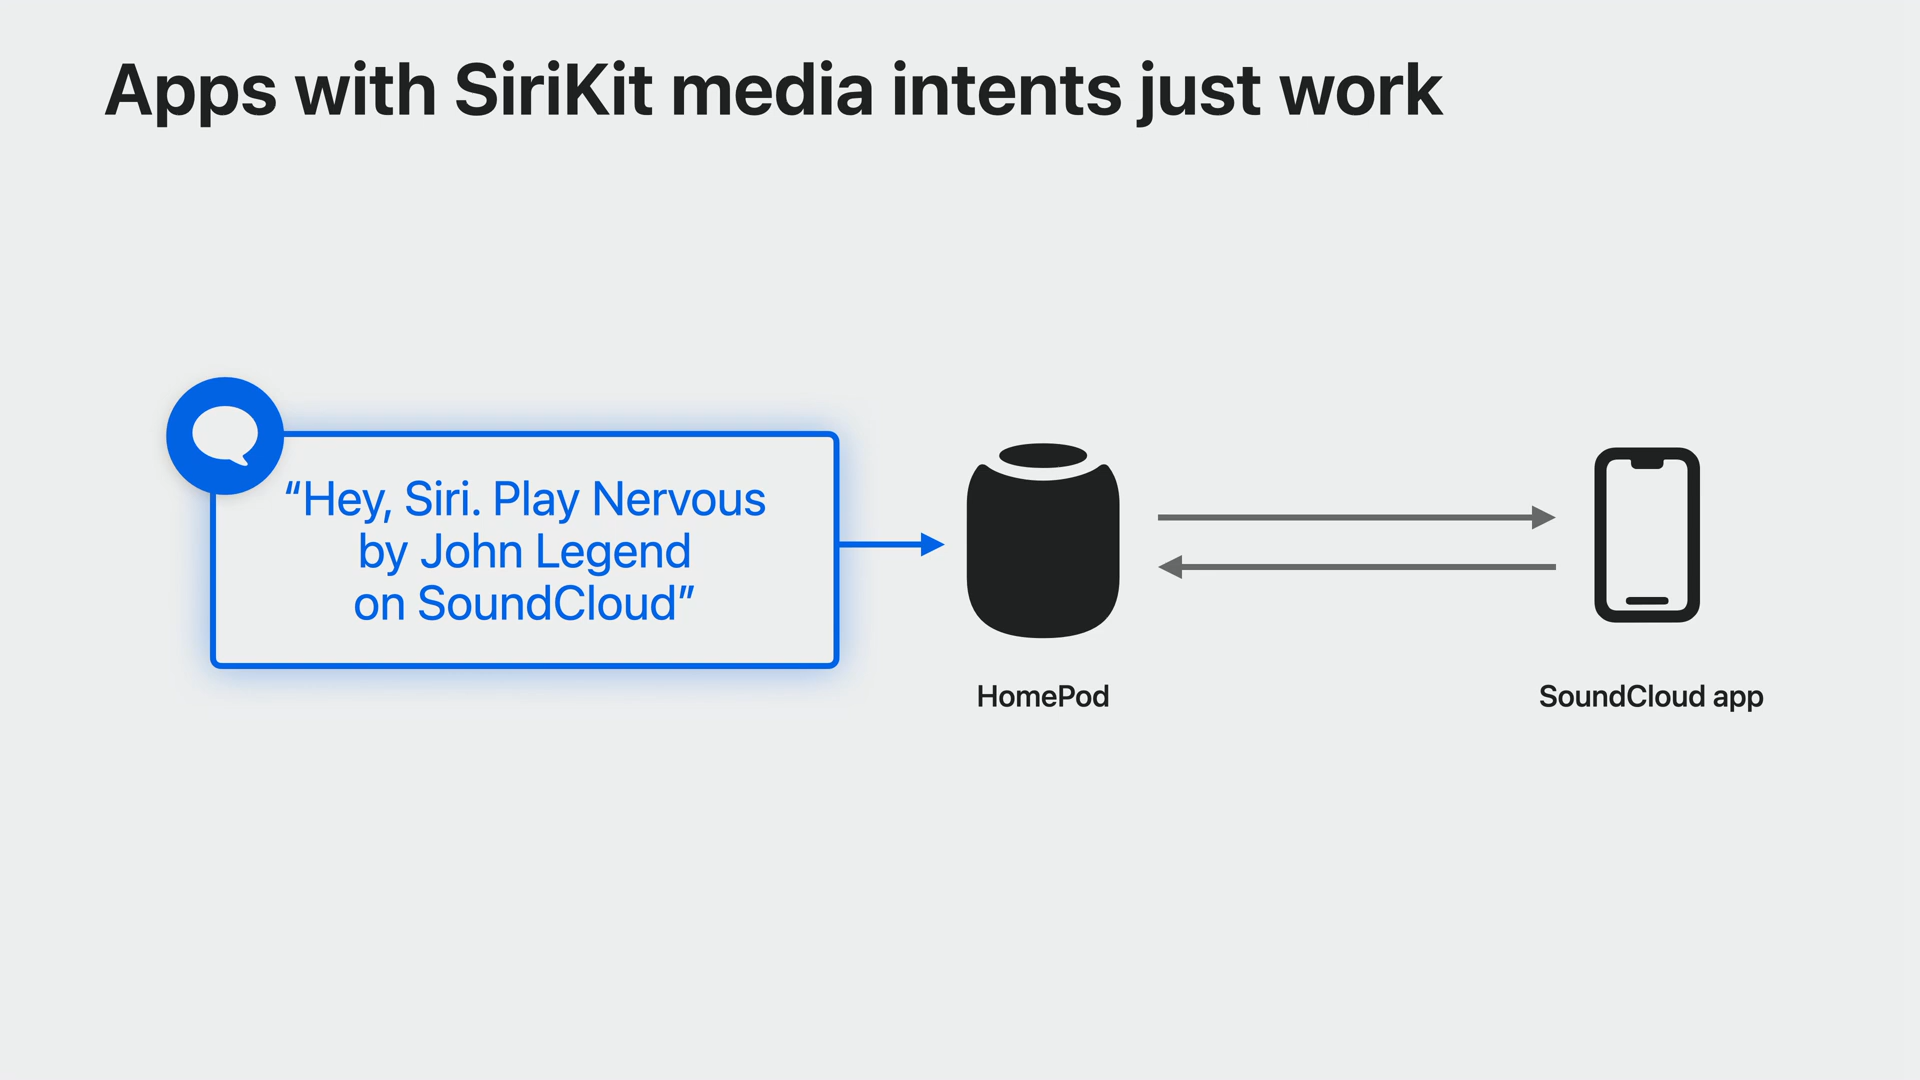 Apps with SiriKit media intents just work
“Hey, Siri. Play Nervous
by John Legend
on SoundCloud”
HomePod
SoundCloud app